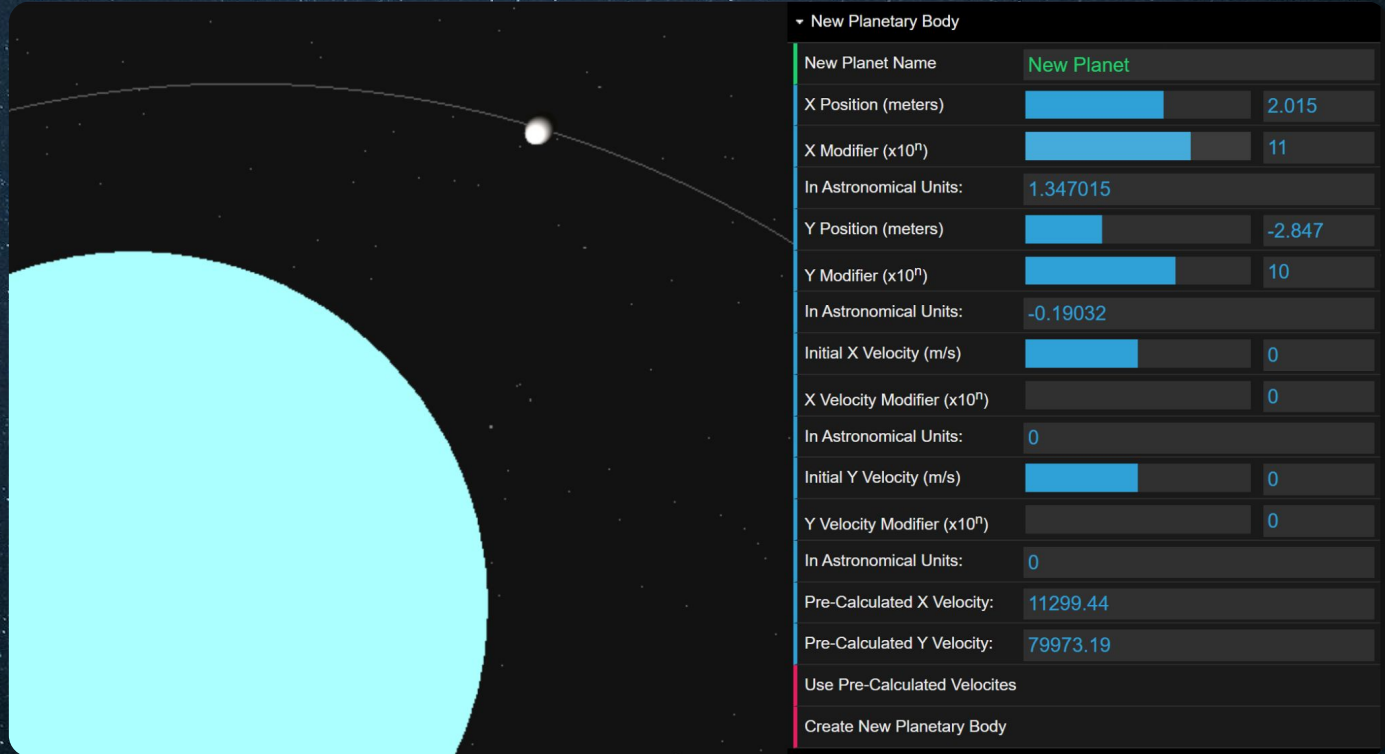 New Planetary Body
New Planet Name New Planet
X Position (meters) 2.015
X Modifier (x10ⁿ) 11
In Astronomical Units: 1.347015
Y Position (meters) -2.847
Y Modifier (x10ⁿ) 10
In Astronomical Units: -0.19032
Initial X Velocity (m/s) 0
X Velocity Modifier (x10ⁿ) 0
In Astronomical Units: 0
Initial Y Velocity (m/s) 0
Y Velocity Modifier (x10ⁿ) 0
In Astronomical Units: 0
Pre-Calculated X Velocity: 11299.44
Pre-Calculated Y Velocity: 79973.19
Use Pre-Calculated Velocites
Create New Planetary Body